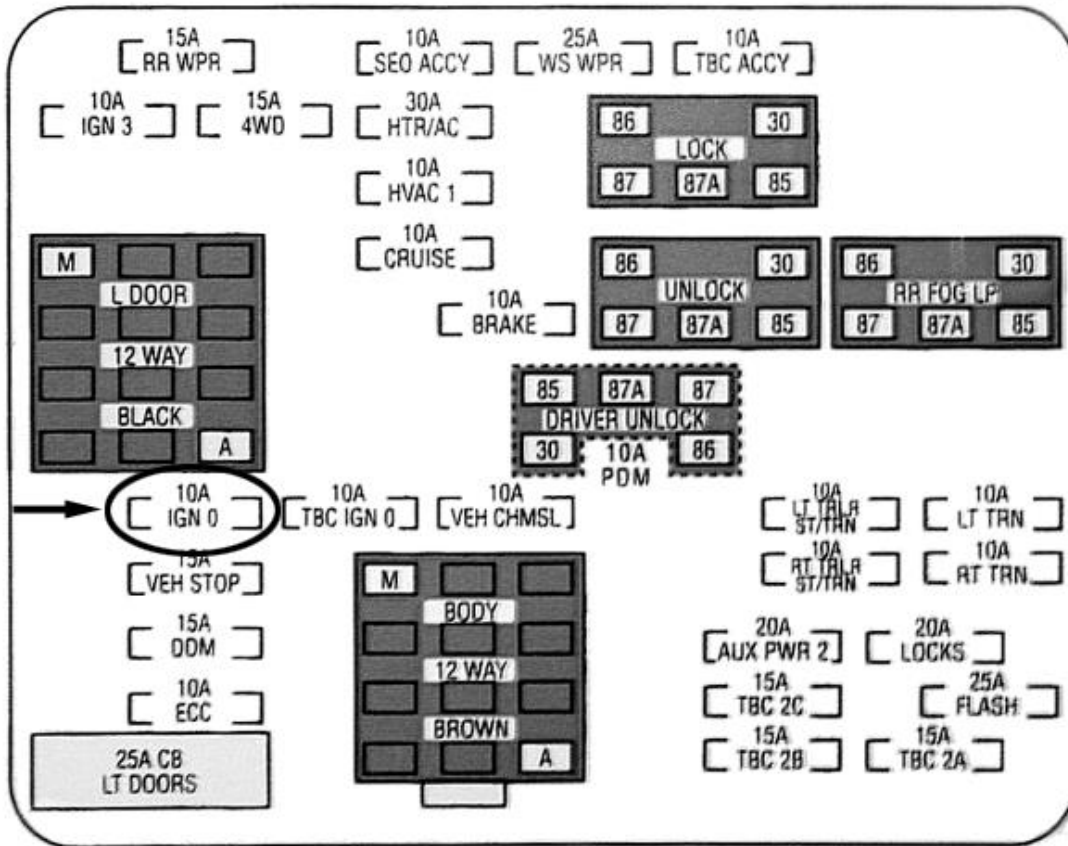 15A
RR WPR
10A
SEO ACCY
25A
WS WPR
10A
TBC ACCY
10A
IGN 3
15A
4WD
30A
HTR/AC
86
30
LOCK
87
87A
85
10A
HVAC 1
10A
CRUISE
M
L DOOR
12 WAY
BLACK
A
86
30
UNLOCK
87
87A
85
86
30
RR FOG LP
87
87A
85
10A
BRAKE
85
87A
87
DRIVER UNLOCK
30
86
10A
PDM
10A
IGN 0
10A
TBC IGN 0
10A
VEH CHMSL
10A
LT TRLR
ST/TRN
10A
LT TRN
15A
VEH STOP
10A
RT TRLR
ST/TRN
10A
RT TRN
M
BODY
12 WAY
BROWN
A
15A
DDM
20A
AUX PWR 2
20A
LOCKS
10A
ECC
15A
TBC 2C
25A
FLASH
25A CB
LT DOORS
15A
TBC 2B
15A
TBC 2A